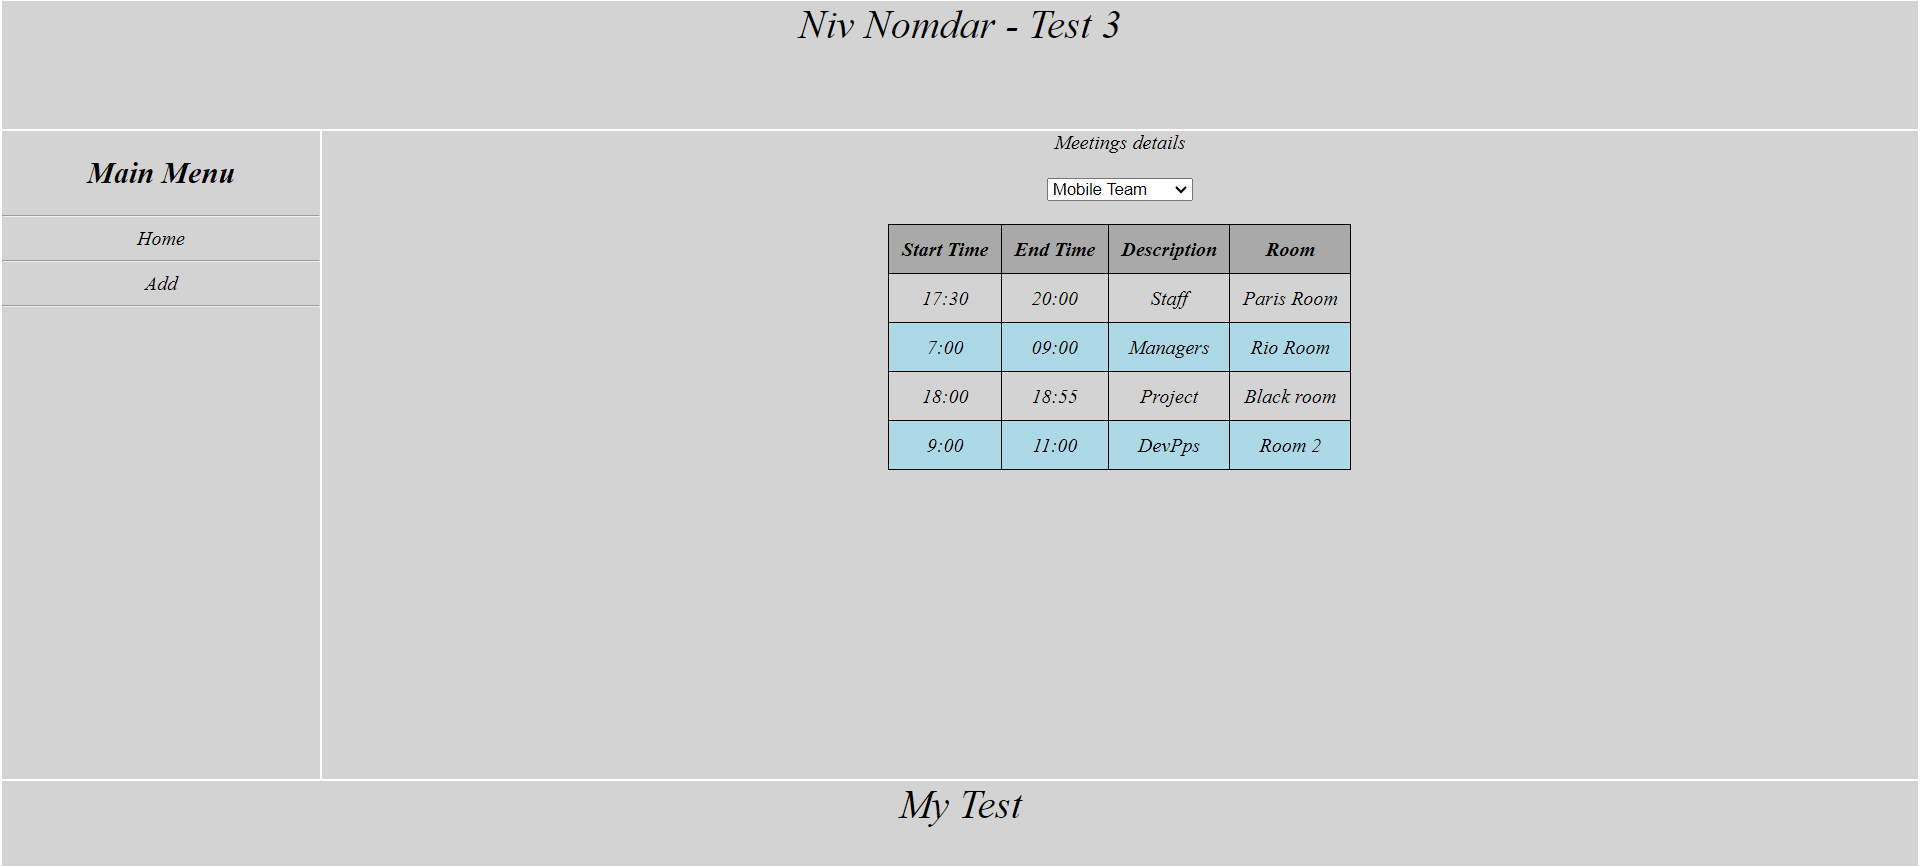 Niv Nomdar - Test 3
Main Menu
Home
Add
Meetings details
Mobile Team
Start Time End Time Description Room
17:30 20:00 Staff Paris Room
7:00 09:00 Managers Rio Room
18:00 18:55 Project Black room
9:00 11:00 DevPps Room 2
My Test